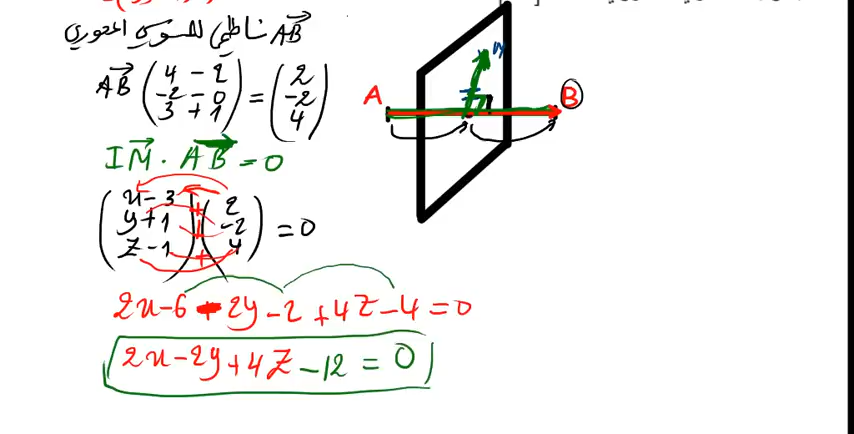 AB ناظمي للمستوي المحوري
AB (4 - 2
-2 - 0
3 + 1) = (2
-2
4)
IM . AB = 0
(x - 3
y + 1
z - 1) (2
-2
4) = 0
2x - 6 - 2y - 2 + 4z - 4 = 0
2x - 2y + 4z - 12 = 0
A
M
B